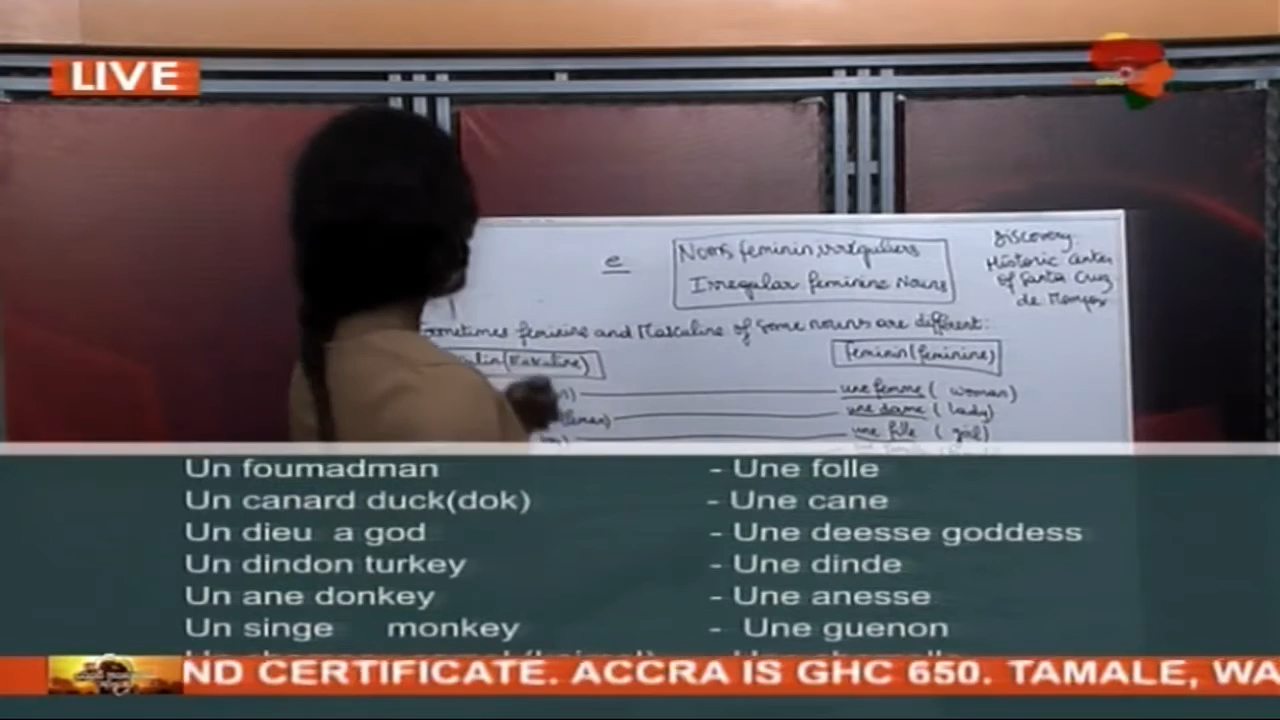 LIVE
e
Noms feminin irréguliers
Irregular feminine Nouns
Discovery:
Historic
of Santa Cruz
de
Sometimes feminine and Masculine of some nouns are different:
(Masculine)
Feminin (feminine)
une femme ( woman)
une dame ( lady)
une fille ( girl)
Un foumadman - Une folle
Un canard duck(dok) - Une cane
Un dieu a god - Une deesse goddess
Un dindon turkey - Une dinde
Un ane donkey - Une anesse
Un singe monkey - Une guenon
ND CERTIFICATE. ACCRA IS GHC 650. TAMALE, WA